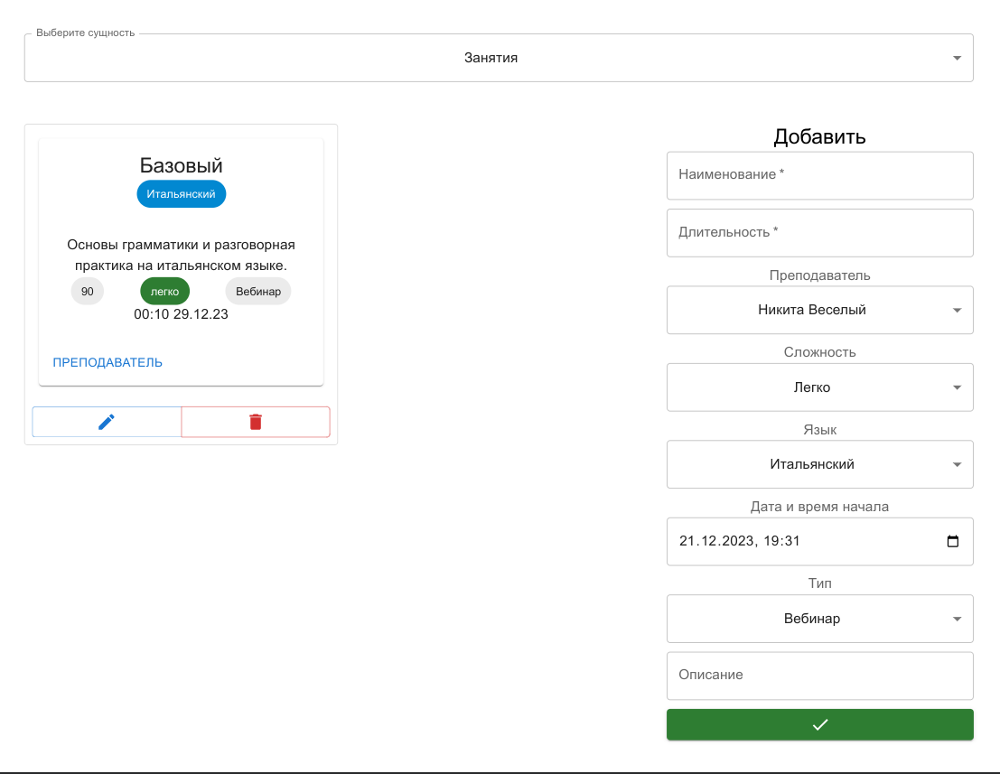 Выберите сущность
Занятия
Базовый
Итальянский
Основы грамматики и разговорная
практика на итальянском языке.
90 легко Вебинар
00:10 29.12.23
ПРЕПОДАВАТЕЛЬ
Добавить
Наименование *
Длительность *
Преподаватель
Никита Веселый
Сложность
Легко
Язык
Итальянский
Дата и время начала
21.12.2023, 19:31
Тип
Вебинар
Описание